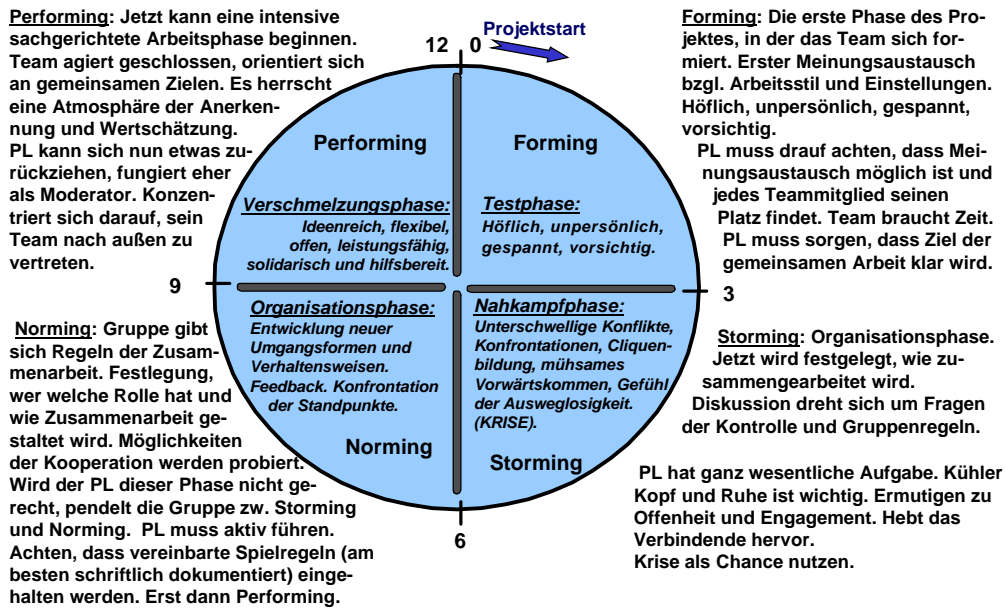 Performing: Jetzt kann eine intensive
sachgerichtete Arbeitsphase beginnen.
Team agiert geschlossen, orientiert sich
an gemeinsamen Zielen. Es herrscht
eine Atmosphäre der Anerken-
nung und Wertschätzung.
PL kann sich nun etwas zu-
rückziehen, fungiert eher
als Moderator. Konzen-
triert sich darauf, sein
Team nach außen zu
vertreten.
Projektstart
12 0
Forming: Die erste Phase des Pro-
jektes, in der das Team sich for-
miert. Erster Meinungsaustausch
bzgl. Arbeitsstil und Einstellungen.
Höflich, unpersönlich, gespannt,
vorsichtig.
PL muss drauf achten, dass Mei-
nungsaustausch möglich ist und
jedes Teammitglied seinen
Platz findet. Team braucht Zeit.
PL muss sorgen, dass Ziel der
gemeinsamen Arbeit klar wird.
Performing
Verschmelzungsphase:
Ideenreich, flexibel,
offen, leistungsfähig,
solidarisch und hilfsbereit.
Forming
Testphase:
Höflich, unpersönlich,
gespannt, vorsichtig.
9
3
Organisationsphase:
Entwicklung neuer
Umgangsformen und
Verhaltensweisen.
Feedback. Konfrontation
der Standpunkte.
Norming
Nahkampfphase:
Unterschwellige Konflikte,
Konfrontationen, Cliquen-
bildung, mühsames
Vorwärtskommen, Gefühl
der Ausweglosigkeit.
(KRISE).
Storming
6
Norming: Gruppe gibt
sich Regeln der Zusam-
menarbeit. Festlegung,
wer welche Rolle hat und
wie Zusammenarbeit ge-
staltet wird. Möglichkeiten
der Kooperation werden probiert.
Wird der PL dieser Phase nicht ge-
recht, pendelt die Gruppe zw. Storming
und Norming. PL muss aktiv führen.
Achten, dass vereinbarte Spielregeln (am
besten schriftlich dokumentiert) einge-
halten werden. Erst dann Performing.
Storming: Organisationsphase.
Jetzt wird festgelegt, wie zu-
sammengearbeitet wird.
Diskussion dreht sich um Fragen
der Kontrolle und Gruppenregeln.
PL hat ganz wesentliche Aufgabe. Kühler
Kopf und Ruhe ist wichtig. Ermutigen zu
Offenheit und Engagement. Hebt das
Verbindende hervor.
Krise als Chance nutzen.